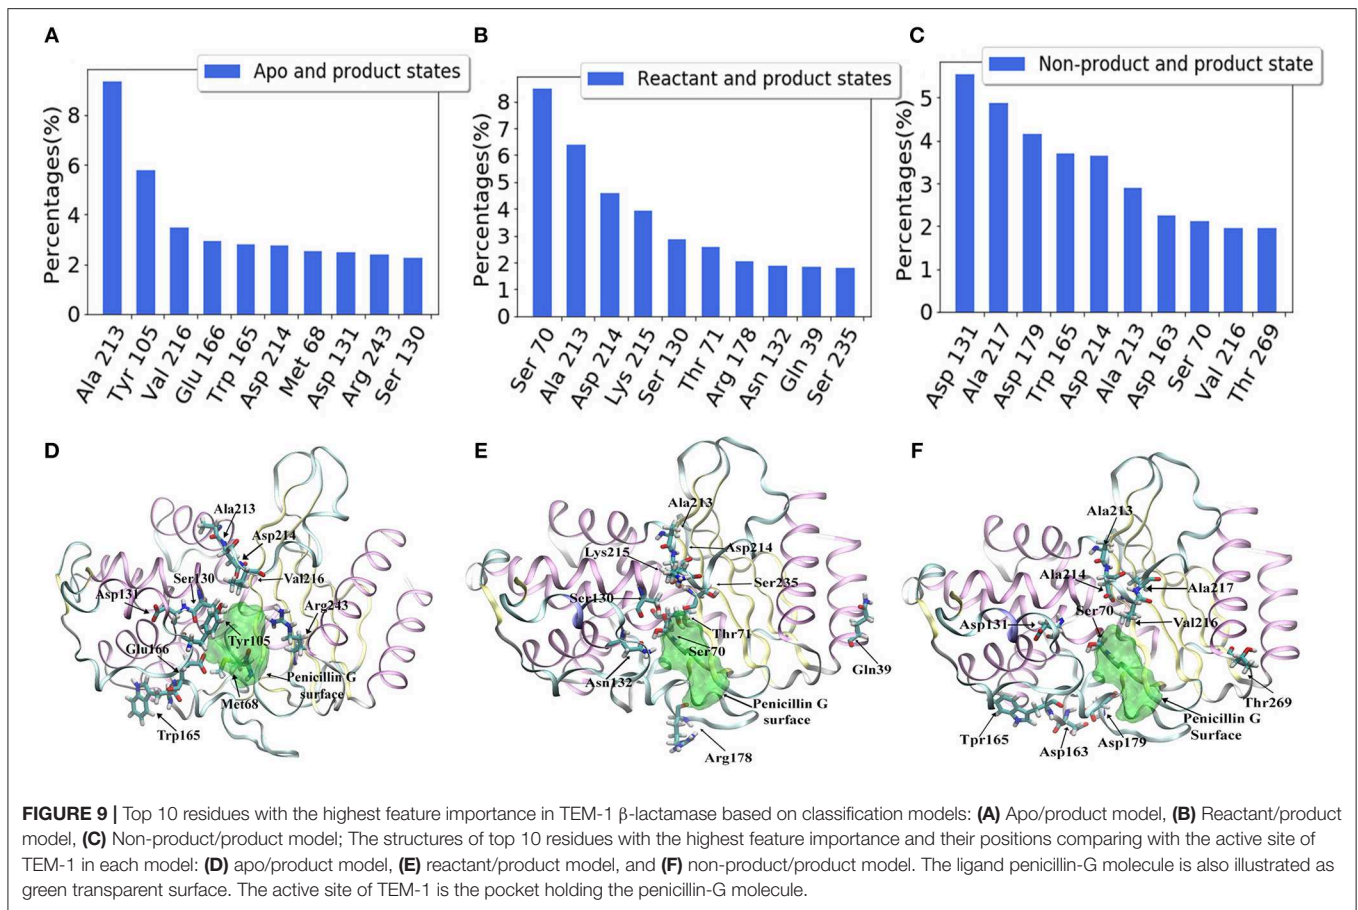 A
Apo and product states
Percentages(%)
8
6
4
2
0
Ala 213
Tyr 105
Val 216
Glu 166
Trp 165
Asp 214
Met 68
Asp 131
Arg 243
Ser 130
B
Reactant and product states
Percentages(%)
8
7
6
5
4
3
2
1
0
Ser 70
Ala 213
Asp 214
Lys 215
Ser 130
Thr 71
Arg 178
Asn 132
Gln 39
Ser 235
C
Non-product and product state
Percentages(%)
5
4
3
2
1
0
Asp 131
Ala 217
Asp 179
Trp 165
Asp 214
Ala 213
Asp 163
Ser 70
Val 216
Thr 269
D
Ala213
Asp214
Ser130
Val216
Asp131
Arg243
Tyr105
Glu166
Penicillin G
surface
Met68
Trp165
E
Ala213
Lys215
Asp214
Ser235
Ser130
Thr71
Ser70
Gln39
Asn132
Penicillin G
surface
Arg178
F
Ala213
Ala214
Ala217
Ser70
Asp131
Val216
Thr269
Penicillin G
Surface
Tpr165
Asp163
Asp179
FIGURE 9 | Top 10 residues with the highest feature importance in TEM-1 β-lactamase based on classification models: (A) Apo/product model, (B) Reactant/product
model, (C) Non-product/product model; The structures of top 10 residues with the highest feature importance and their positions comparing with the active site of
TEM-1 in each model: (D) apo/product model, (E) reactant/product model, and (F) non-product/product model. The ligand penicillin-G molecule is also illustrated as
green transparent surface. The active site of TEM-1 is the pocket holding the penicillin-G molecule.